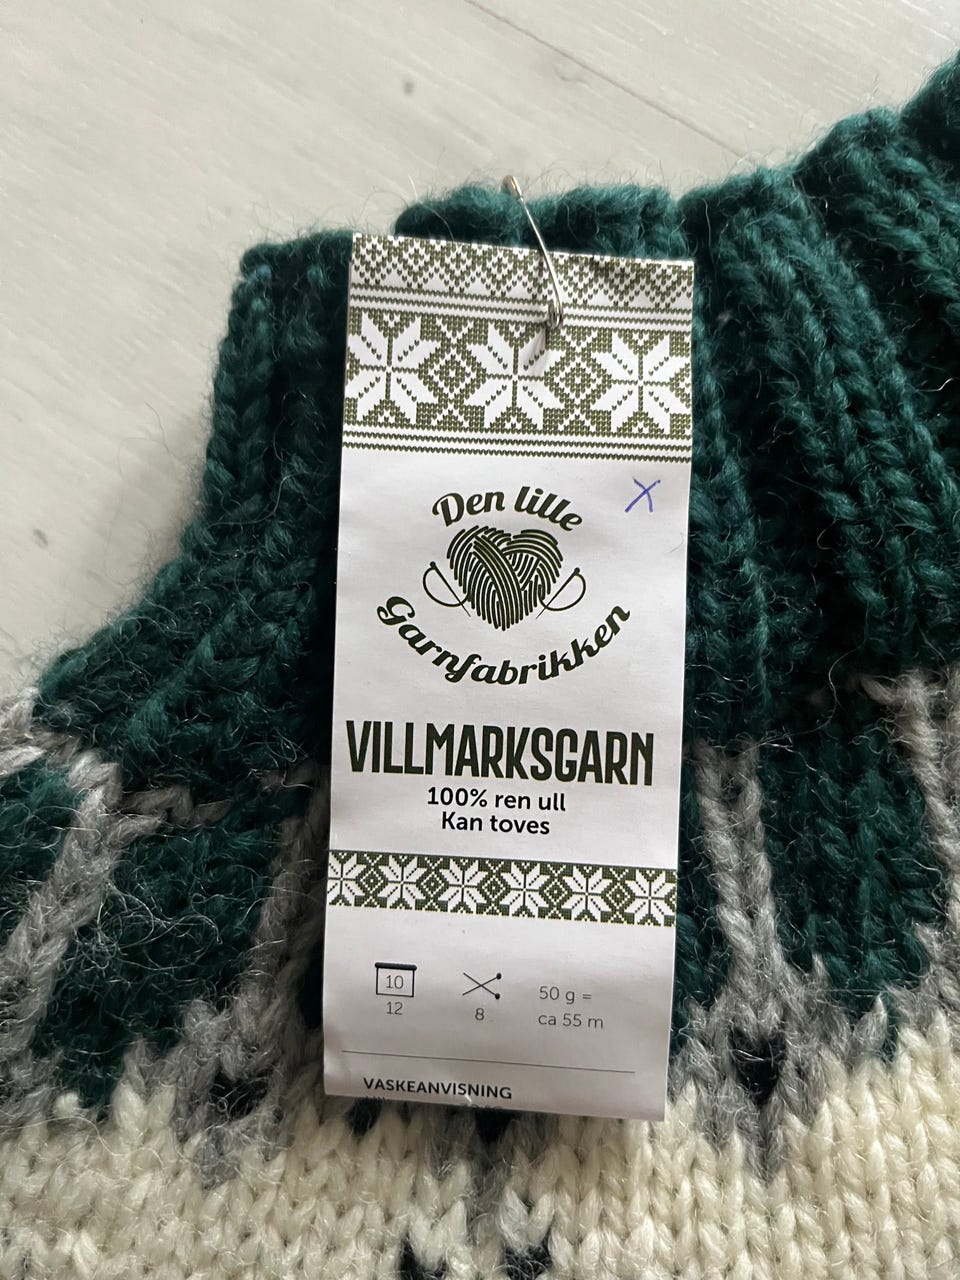 Den lille
Garnfabrikken
VILLMARKSGARN
100% ren ull
Kan toves
10
12
8
50 g =
ca 55 m
VASKEANVISNING